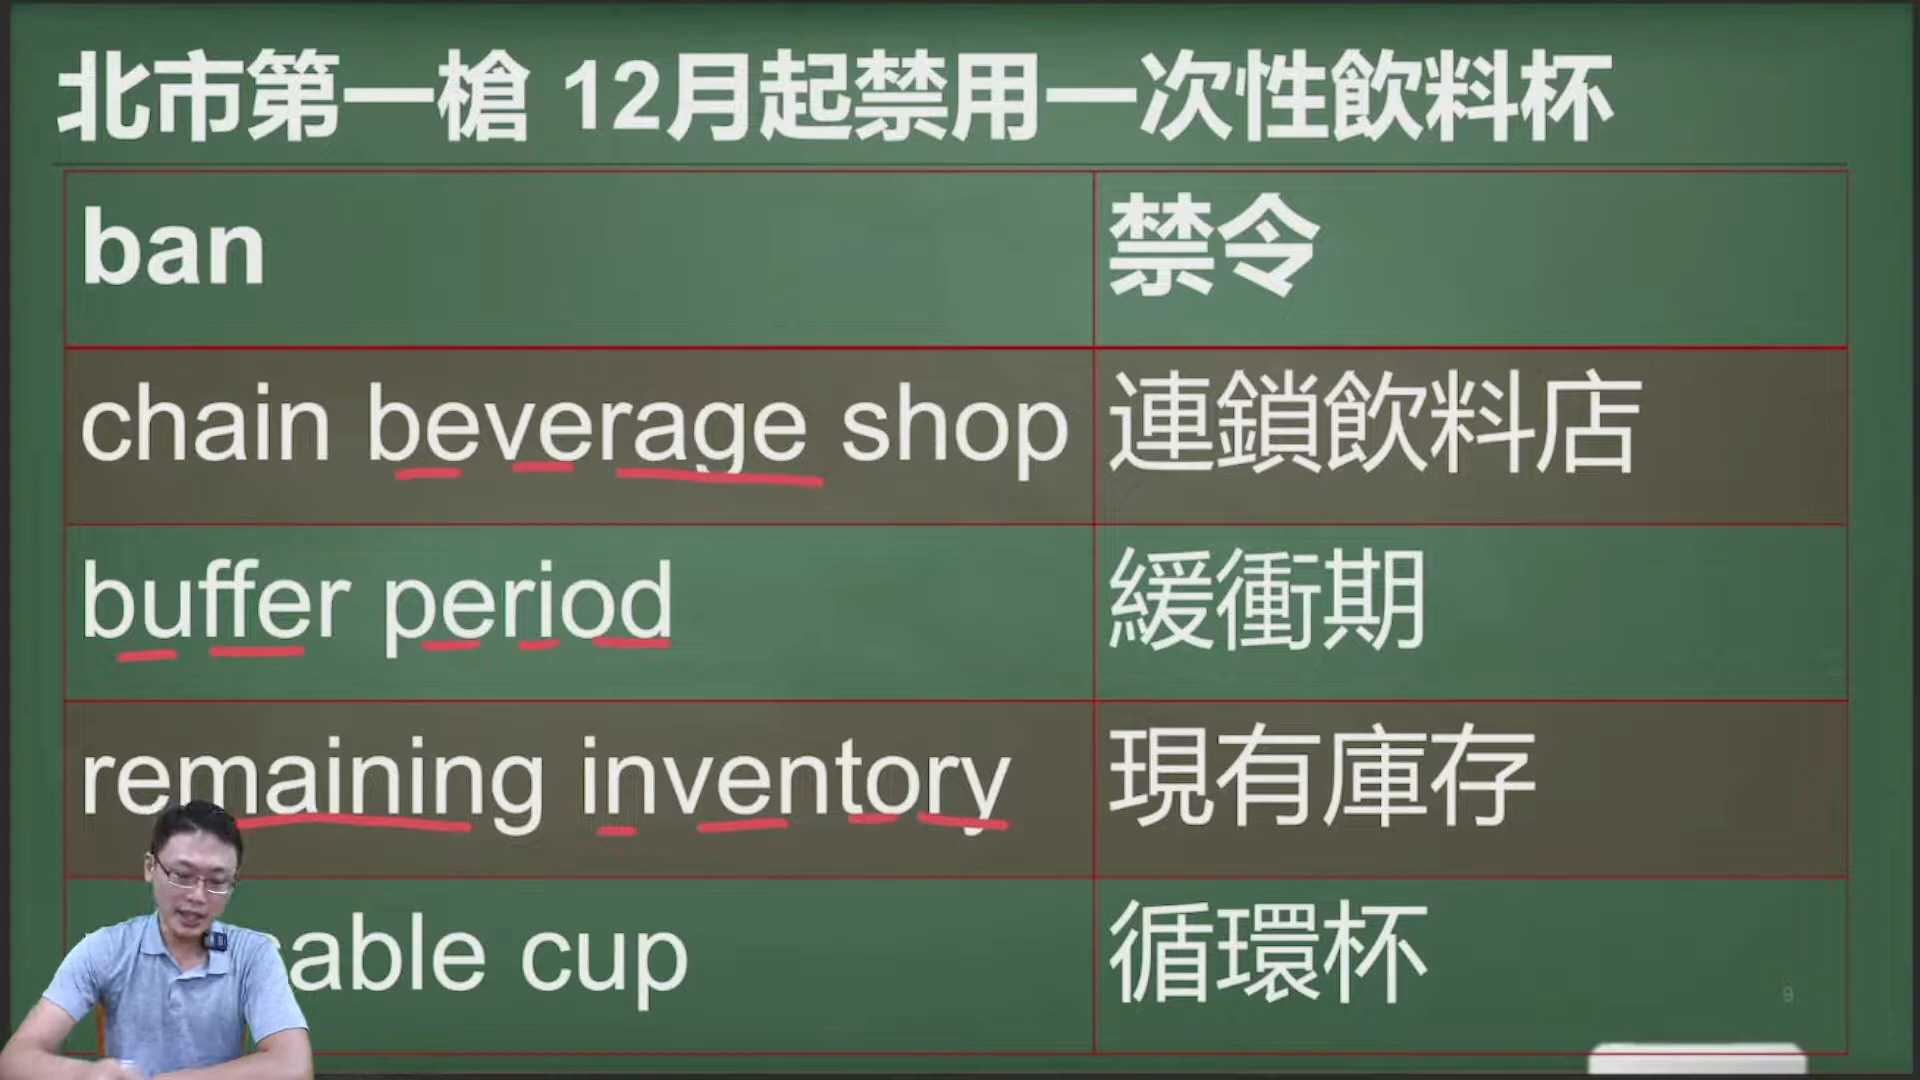 北市第一槍 12月起禁用一次性飲料杯
ban 禁令
chain beverage shop 連鎖飲料店
buffer period 緩衝期
remaining inventory 現有庫存
sable cup 循環杯
9